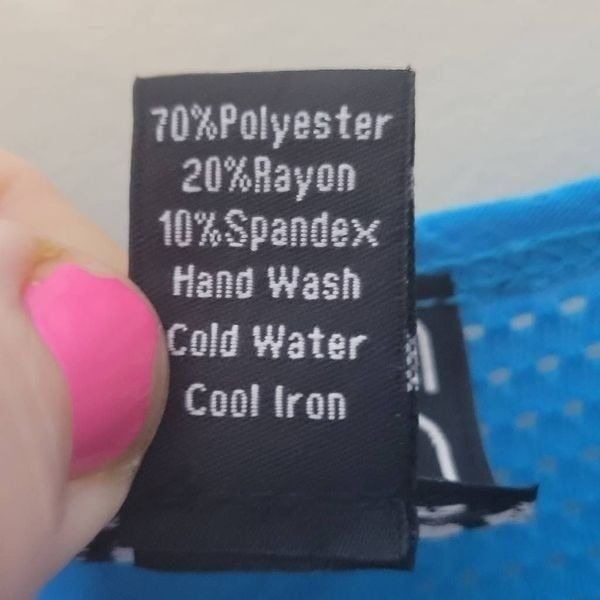 70%Polyester
20%Rayon
10%Spandex
Hand Wash
Cold Water
Cool Iron